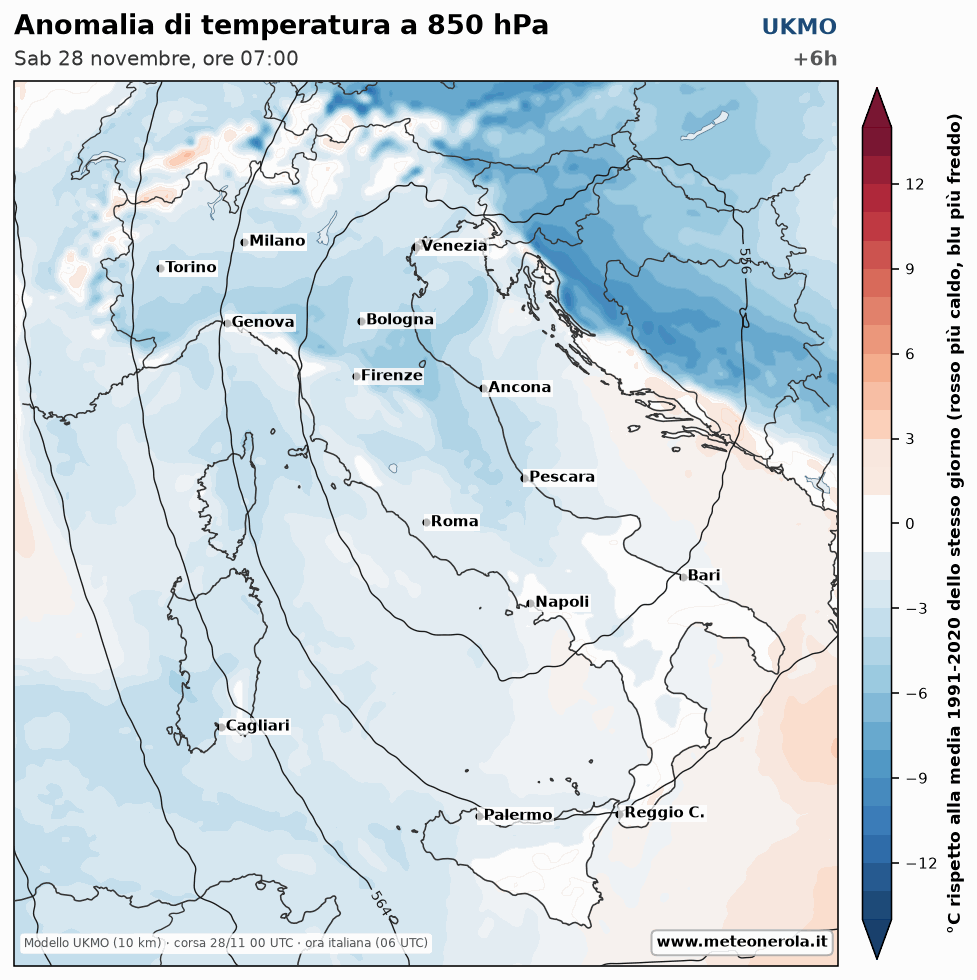 Anomalia di temperatura a 850 hPa
UKMO
Sab 28 novembre, ore 07:00
+6h
Milano
Venezia
Torino
Genova
Bologna
Firenze
Ancona
Pescara
Roma
Bari
Napoli
Cagliari
Palermo
Reggio C.
556
564
12
9
6
3
0
−3
−6
−9
−12
°C rispetto alla media 1991-2020 dello stesso giorno (rosso più caldo, blu più freddo)
Modello UKMO (10 km) · corsa 28/11 00 UTC · ora italiana (06 UTC)
www.meteonerola.it